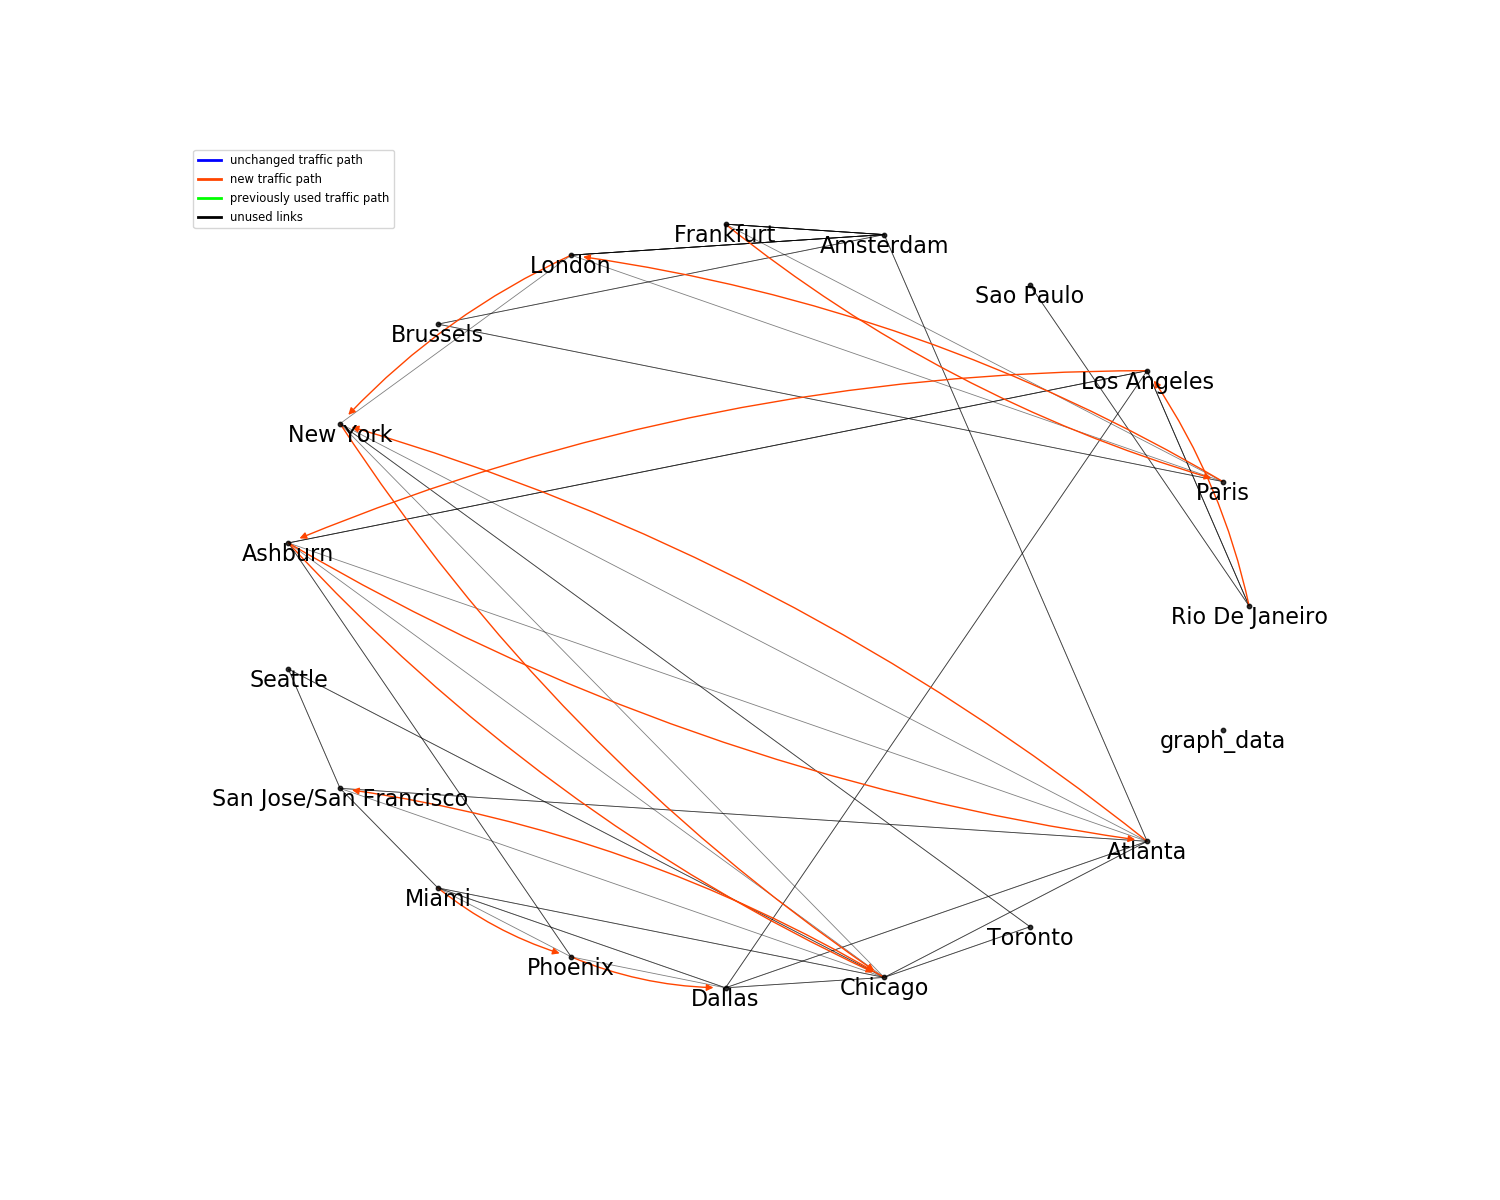 unchanged traffic path
new traffic path
previously used traffic path
unused links
Frankfurt
Amsterdam
London
Sao Paulo
Brussels
Los Angeles
New York
Paris
Ashburn
Rio De Janeiro
Seattle
graph_data
San Jose/San Francisco
Atlanta
Miami
Toronto
Phoenix
Chicago
Dallas